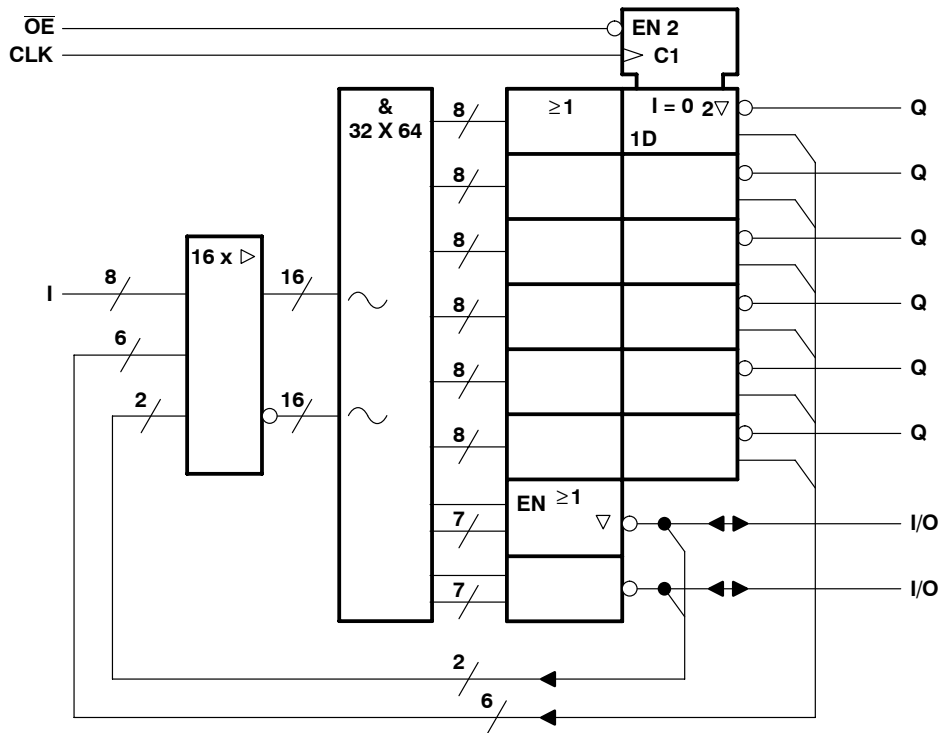 OE
EN 2
CLK
C1
&
32 X 64
8
≥1
I = 0
2▽
Q
1D
8
Q
8
Q
16 x ▷
I
8
16
8
Q
6
8
Q
2
16
8
Q
EN
≥1
▽
7
I/O
7
I/O
2
6